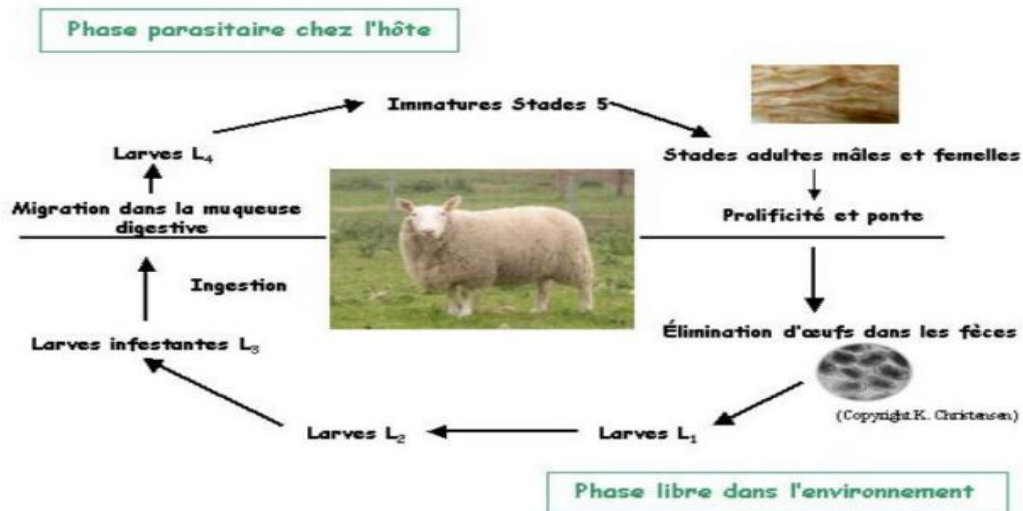 Phase parasitaire chez l'hôte
Immatures Stades 5
Larves L₄
Stades adultes mâles et femelles
Migration dans la muqueuse
digestive
Prolificité et ponte
Ingestion
Élimination d'œufs dans les fèces
Larves infestantes L₃
(Copyright K. Christensen)
Larves L₂
Larves L₁
Phase libre dans l'environnement